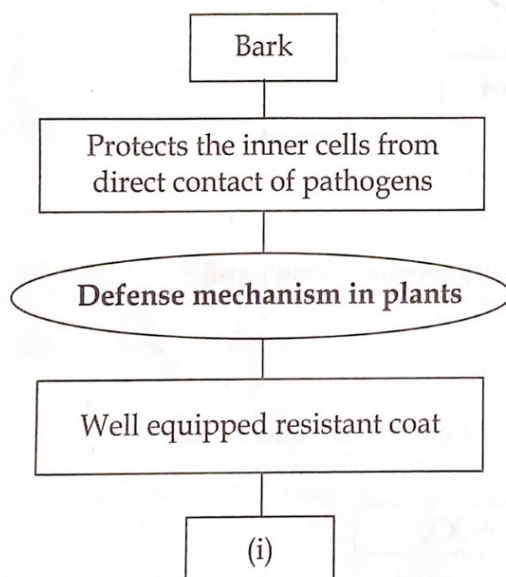 Bark
Protects the inner cells from
direct contact of pathogens
Defense mechanism in plants
Well equipped resistant coat
(i)